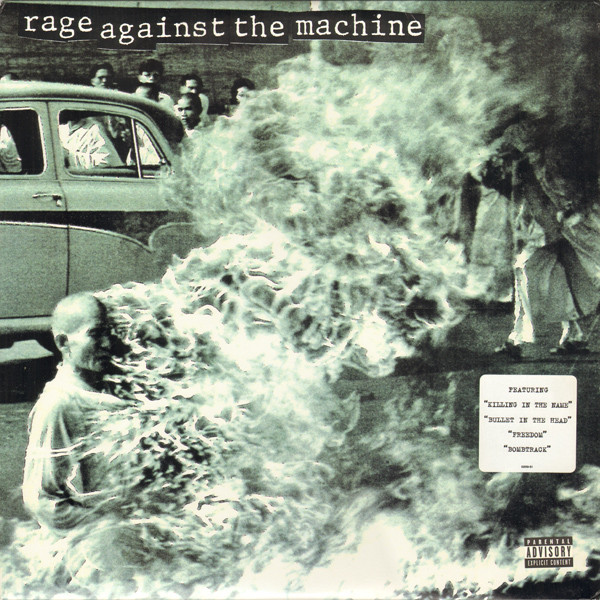 rage against the machine
FEATURING
"KILLING IN THE NAME"
"BULLET IN THE HEAD"
"FREEDOM"
"BOMBTRACK"
PARENTAL
ADVISORY
EXPLICIT CONTENT